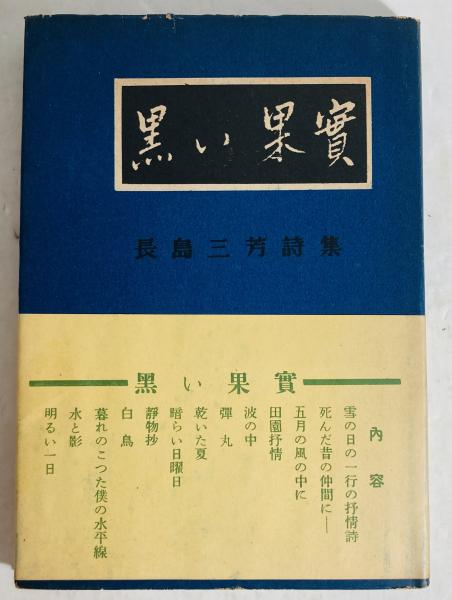 黒い果實
長島三芳詩集
黑い果實
內容
雪の日の一行の抒情詩
死んだ昔の仲間に――
五月の風の中に
田園抒情
波の中
彈丸
乾いた夏
暗らい日曜日
靜物抄
白鳥
暮れのこつた僕の水平線
水と影
明るい一日